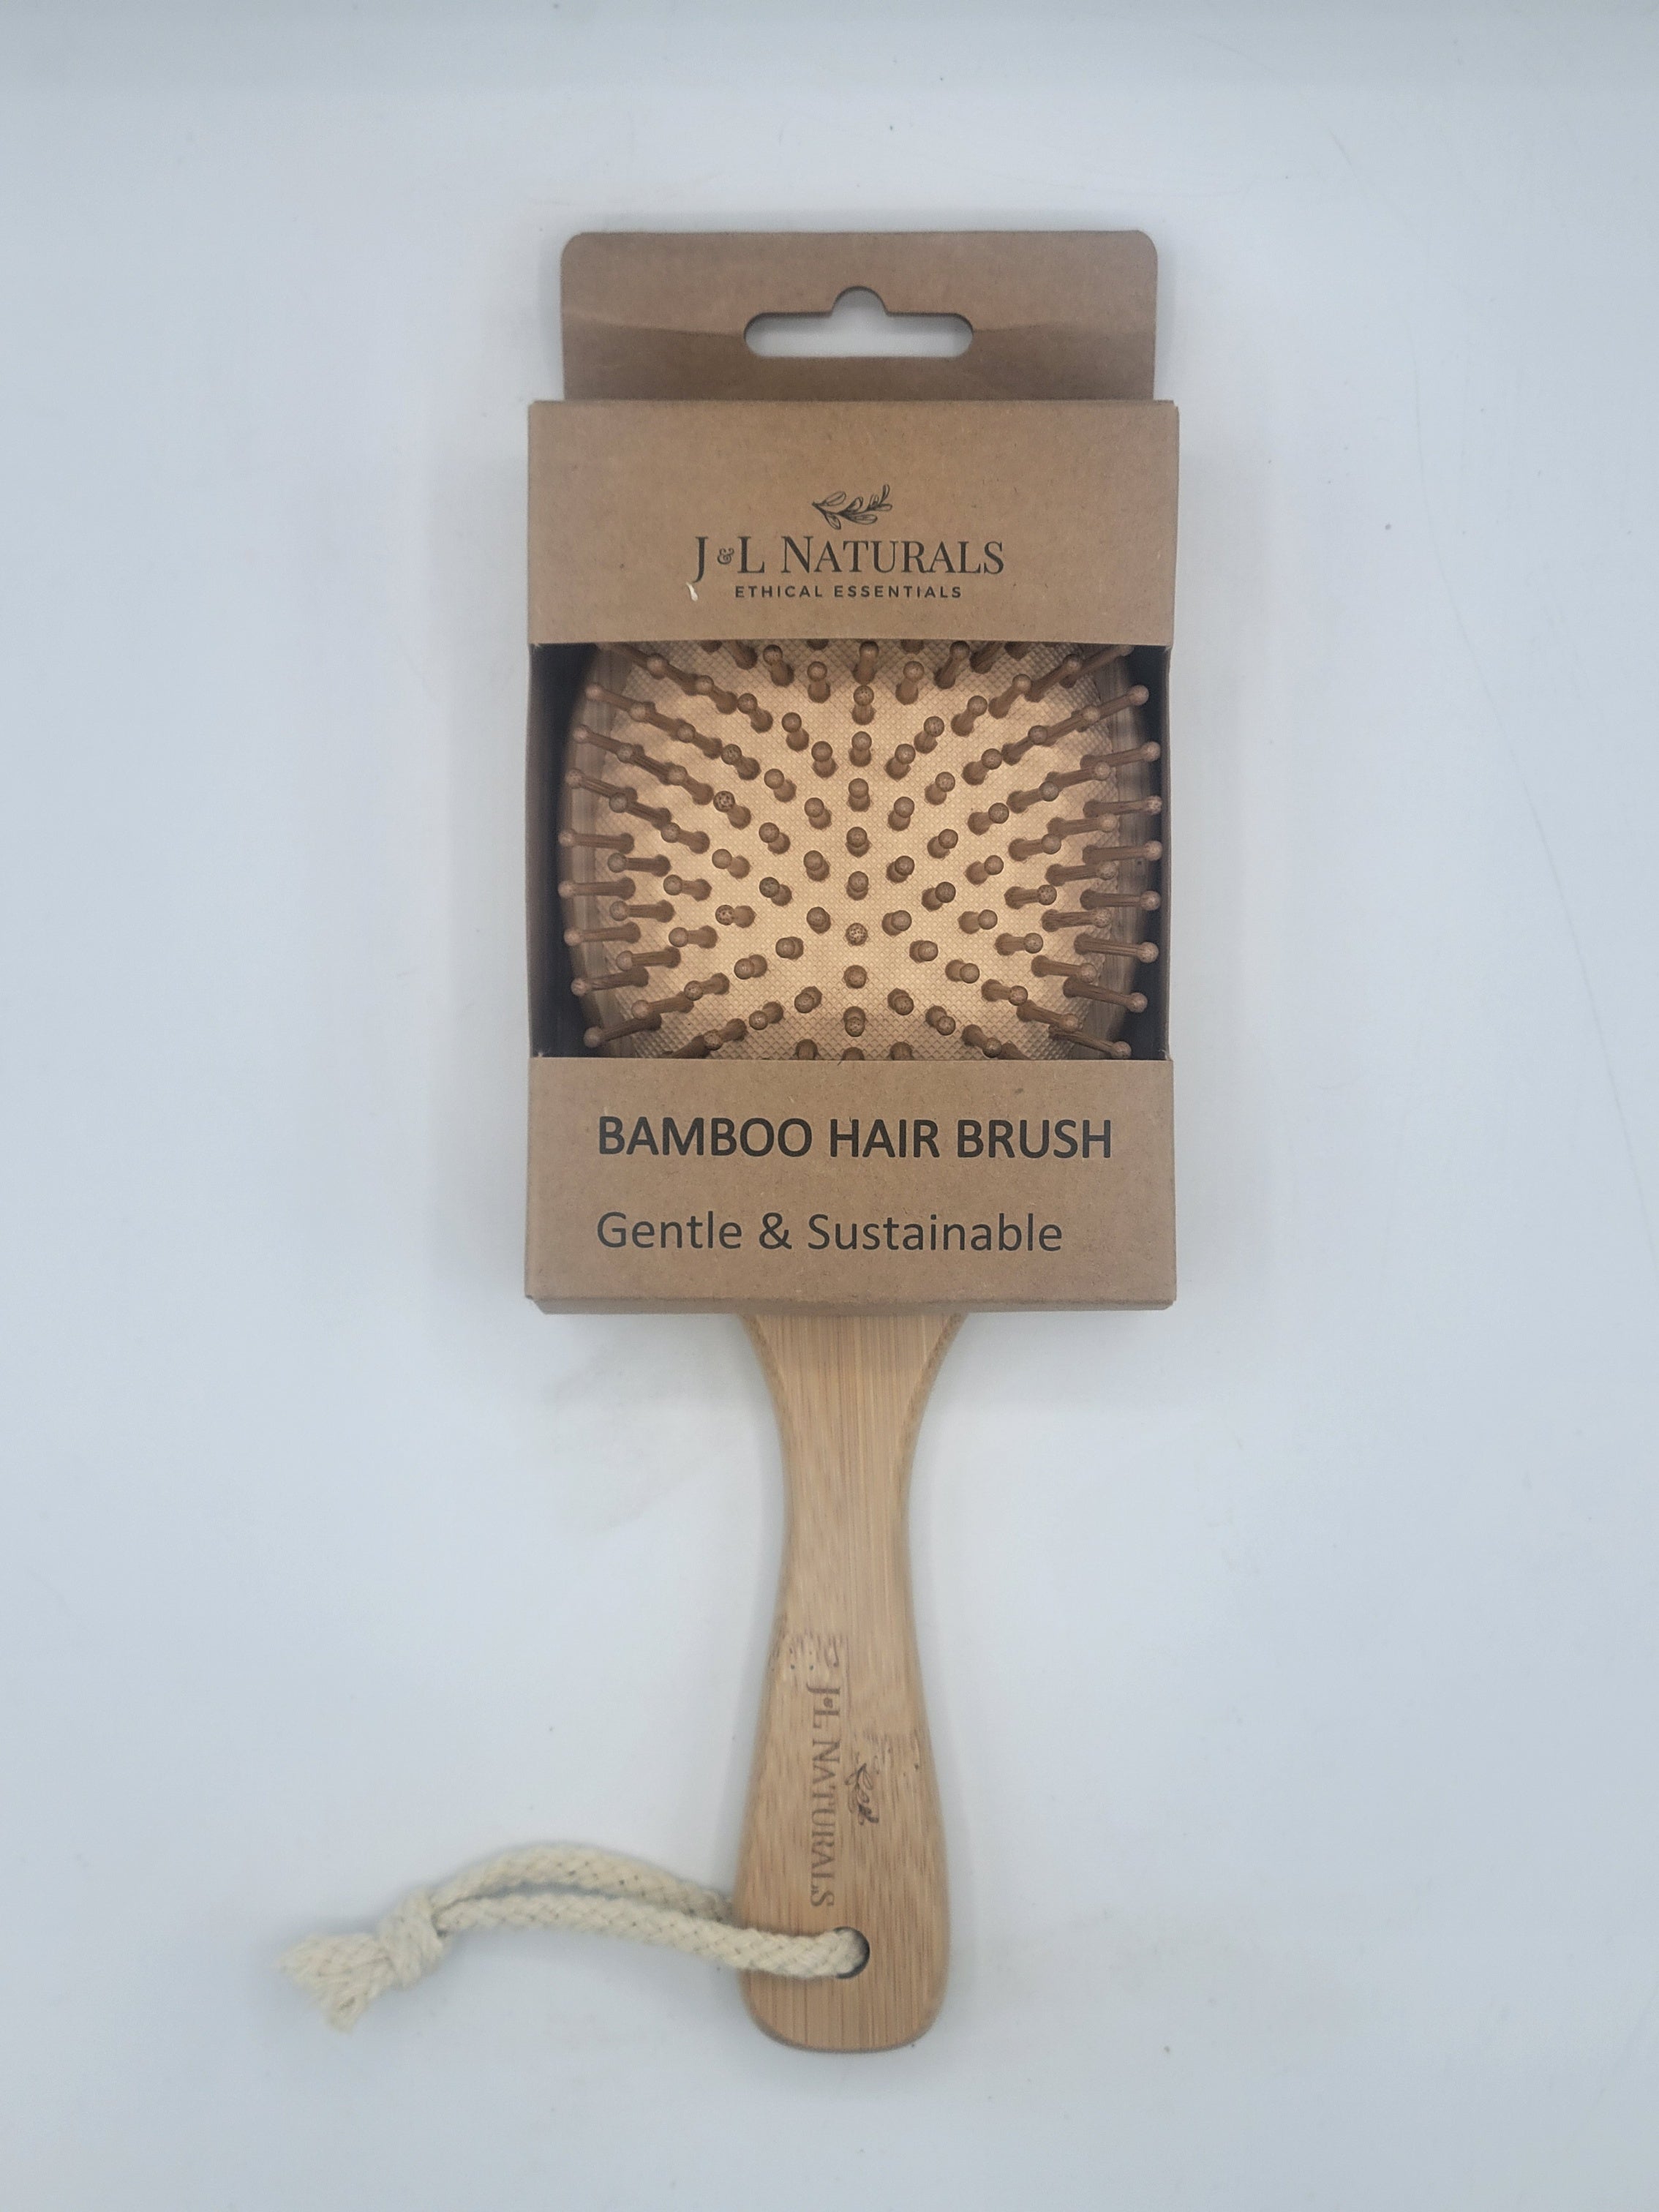 J&L NATURALS
ETHICAL ESSENTIALS
BAMBOO HAIR BRUSH
Gentle & Sustainable
J&L NATURALS